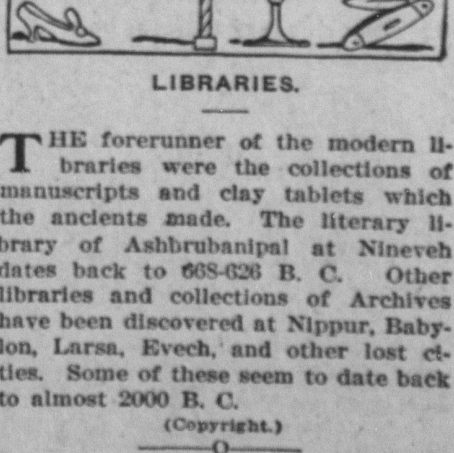 LIBRARIES.
THE forerunner of the modern li-
braries were the collections of
manuscripts and clay tablets which
the ancients made. The literary li-
brary of Ashbrubanipal at Nineveh
dates back to 668-626 B. C. Other
libraries and collections of Archives
have been discovered at Nippur, Baby-
lon, Larsa, Evech, and other lost ci-
ties. Some of these seem to date back
to almost 2000 B. C.
(Copyright.)